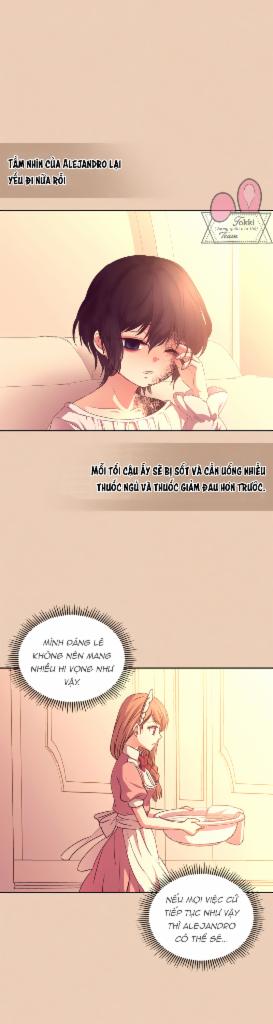 TẦM NHÌN CỦA ALEJANDRO LẠI
YẾU ĐI NỮA RỒI
Tokki
Team
MỖI TỐI CẬU ẤY SẼ BỊ SỐT VÀ CẦN UỐNG NHIỀU
THUỐC NGỦ VÀ THUỐC GIẢM ĐAU HƠN TRƯỚC.
MÌNH ĐÁNG LẼ
KHÔNG NÊN MANG
NHIỀU HI VỌNG NHƯ
VẬY.
NẾU MỌI VIỆC CỨ
TIẾP TỤC NHƯ VẬY
THÌ ALEJANDRO
CÓ THỂ SẼ...